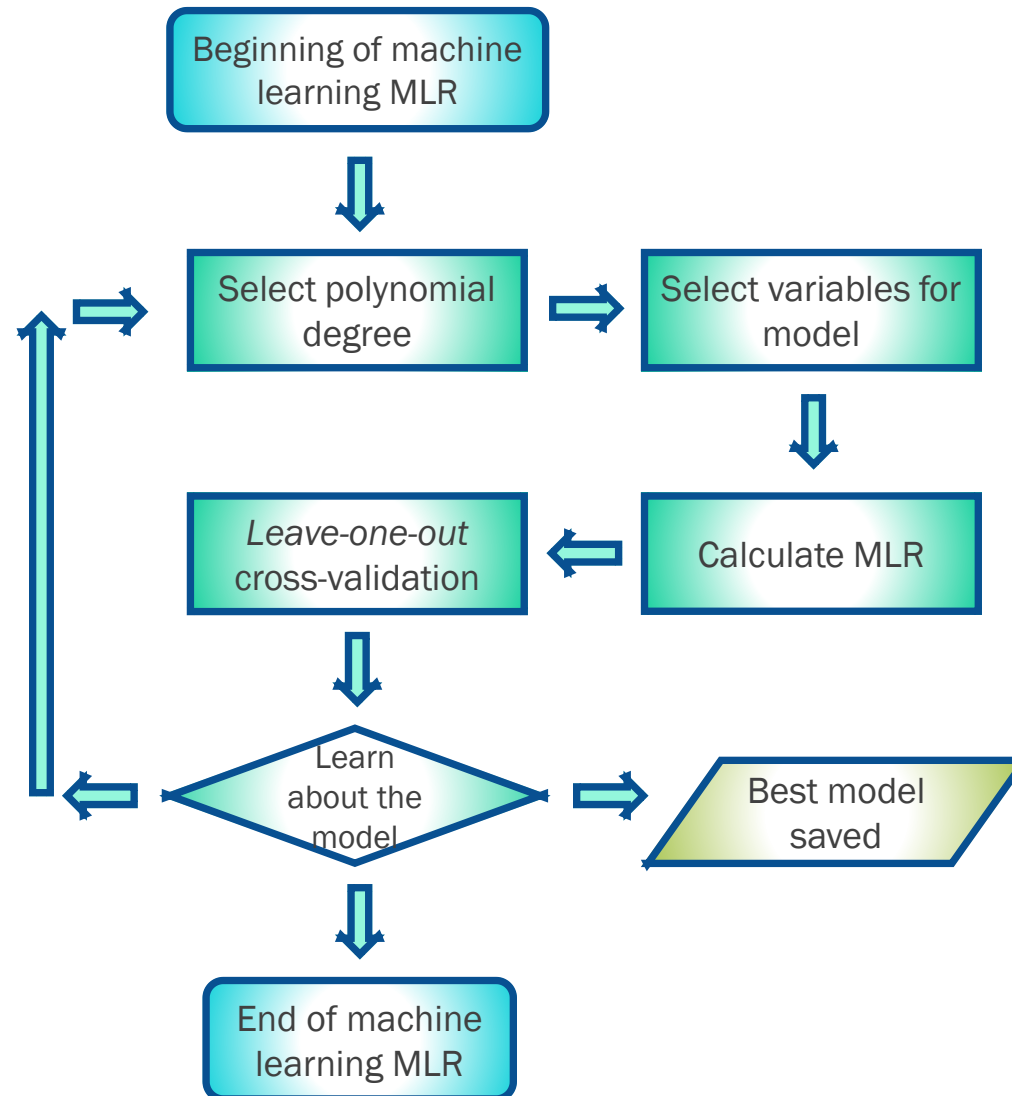 Beginning of machine
learning MLR
Select polynomial
degree
Select variables for
model
Calculate MLR
Leave-one-out
cross-validation
Learn
about the
model
Best model
saved
End of machine
learning MLR